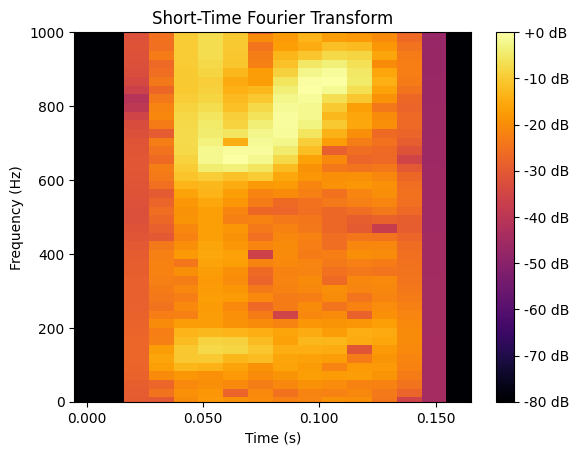 Short-Time Fourier Transform
Frequency (Hz)
1000
800
600
400
200
0
0.000
0.050
0.100
0.150
Time (s)
+0 dB
-10 dB
-20 dB
-30 dB
-40 dB
-50 dB
-60 dB
-70 dB
-80 dB